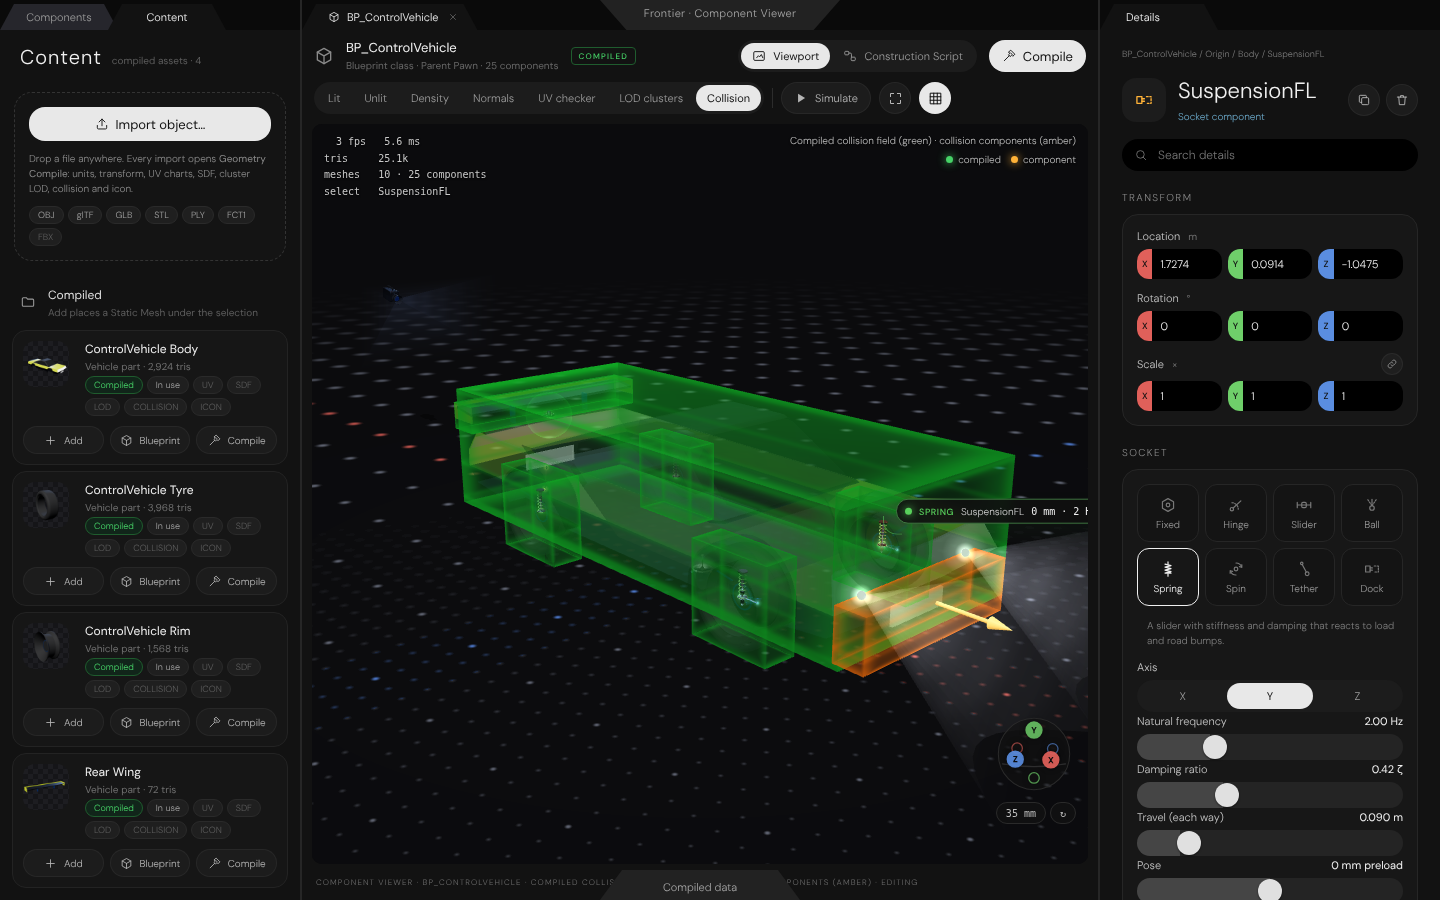 Components
Content
BP_ControlVehicle
Frontier · Component Viewer
Details
Content
compiled assets · 4
BP_ControlVehicle
Blueprint class · Parent Pawn · 25 components
COMPILED
Viewport
Construction Script
Compile
BP_ControlVehicle / Origin / Body / SuspensionFL
SuspensionFL
Socket component
Import object...
Drop a file anywhere. Every import opens Geometry
Compile: units, transform, UV charts, SDF, cluster
LOD, collision and icon.
OBJ
glTF
GLB
STL
PLY
FCT1
FBX
Lit
Unlit
Density
Normals
UV checker
LOD clusters
Collision
Simulate
3 fps 5.6 ms
tris 25.1k
meshes 10 · 25 components
select SuspensionFL
Compiled collision field (green) · collision components (amber)
compiled
component
Search details
TRANSFORM
Location m
X 1.7274
Y 0.0914
Z -1.0475
Rotation °
X 0
Y 0
Z 0
Scale ×
X 1
Y 1
Z 1
Compiled
Add places a Static Mesh under the selection
ControlVehicle Body
Vehicle part · 2,924 tris
Compiled
In use
UV
SDF
LOD
COLLISION
ICON
Add
Blueprint
Compile
ControlVehicle Tyre
Vehicle part · 3,968 tris
Compiled
In use
UV
SDF
LOD
COLLISION
ICON
Add
Blueprint
Compile
ControlVehicle Rim
Vehicle part · 1,568 tris
Compiled
In use
UV
SDF
LOD
COLLISION
ICON
Add
Blueprint
Compile
Rear Wing
Vehicle part · 72 tris
Compiled
In use
UV
SDF
LOD
COLLISION
ICON
Add
Blueprint
Compile
SPRING SuspensionFL 0 mm · 2 H
Y
Z
X
35 mm
SOCKET
Fixed
Hinge
Slider
Ball
Spring
Spin
Tether
Dock
A slider with stiffness and damping that reacts to load
and road bumps.
Axis
X
Y
Z
Natural frequency 2.00 Hz
Damping ratio 0.42 ζ
Travel (each way) 0.090 m
Pose 0 mm preload
COMPONENT VIEWER · BP_CONTROLVEHICLE · COMPILED COLLIS
PONENTS (AMBER) · EDITING
Compiled data